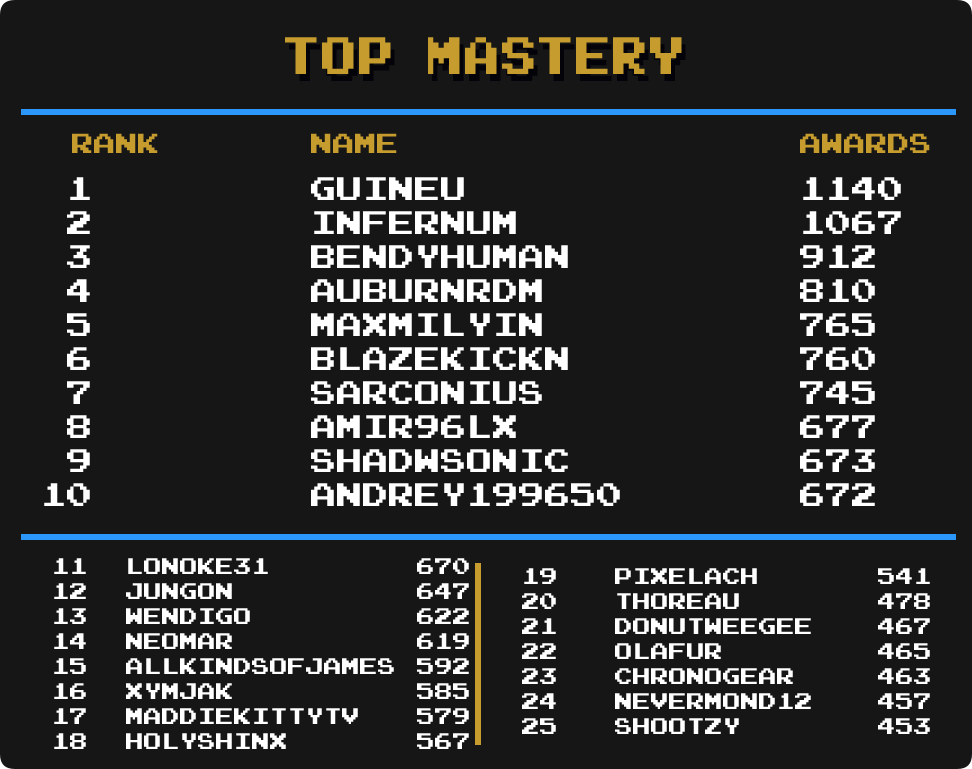 TOP MASTERY
RANK NAME AWARDS
1 GUINEU 1140
2 INFERNUM 1067
3 BENDYHUMAN 912
4 AUBURNRDM 810
5 MAXMILYIN 765
6 BLAZEKICKN 760
7 SARCONIUS 745
8 AMIR96LX 677
9 SHADWSONIC 673
10 ANDREY199650 672
11 LONOKE31 670
12 JUNGON 647
13 WENDIGO 622
14 NEOMAR 619
15 ALLKINDSOFJAMES 592
16 XYMJAK 585
17 MADDIEKITTYTV 579
18 HOLYSHINX 567
19 PIXELACH 541
20 THOREAU 478
21 DONUTWEEGEE 467
22 OLAFUR 465
23 CHRONOGEAR 463
24 NEVERMOND12 457
25 SHOOTZY 453